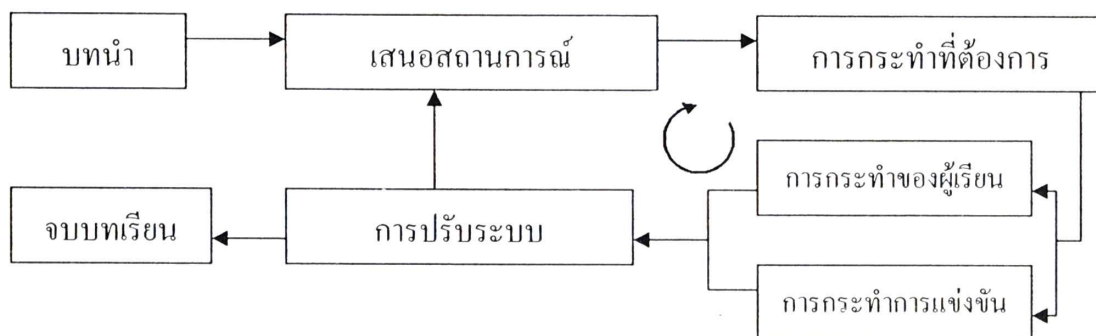 บทนำ
เสนอสถานการณ์
การกระทำที่ต้องการ
การกระทำของผู้เรียน
จบบทเรียน
การปรับระบบ
การกระทำการแข่งขัน